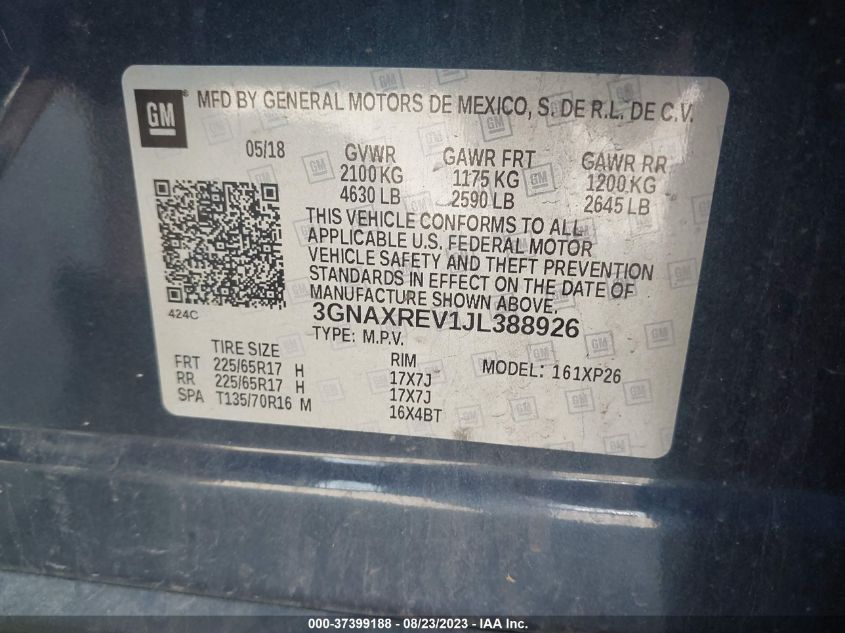 GM
MFD BY GENERAL MOTORS DE MEXICO, S. DE R.L. DE C.V.
05/18 GVWR GAWR FRT GAWR RR
2100 KG 1175 KG 1200 KG
4630 LB 2590 LB 2645 LB
THIS VEHICLE CONFORMS TO ALL
APPLICABLE U.S. FEDERAL MOTOR
VEHICLE SAFETY AND THEFT PREVENTION
STANDARDS IN EFFECT ON THE DATE OF
MANUFACTURE SHOWN ABOVE.
424C
3GNAXREV1JL388926
TYPE: M.P.V. MODEL: 161XP26
TIRE SIZE RIM
FRT 225/65R17 H 17X7J
RR 225/65R17 H 17X7J
SPA T135/70R16 M 16X4BT
000-37399188 - 08/23/2023 - IAA Inc.